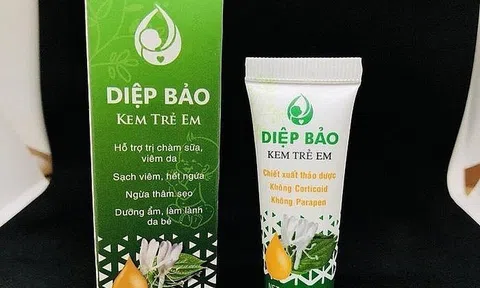 DIỆP BẢO
KEM TRẺ EM
Hỗ trợ trị chàm sữa,
viêm da
Sạch viêm, hết ngứa
Ngừa thâm sẹo
Dưỡng ẩm, làm lành
da bé
DIỆP BẢO
KEM TRẺ EM
Chiết xuất thảo dược
Không Corticoid
Không Parapen